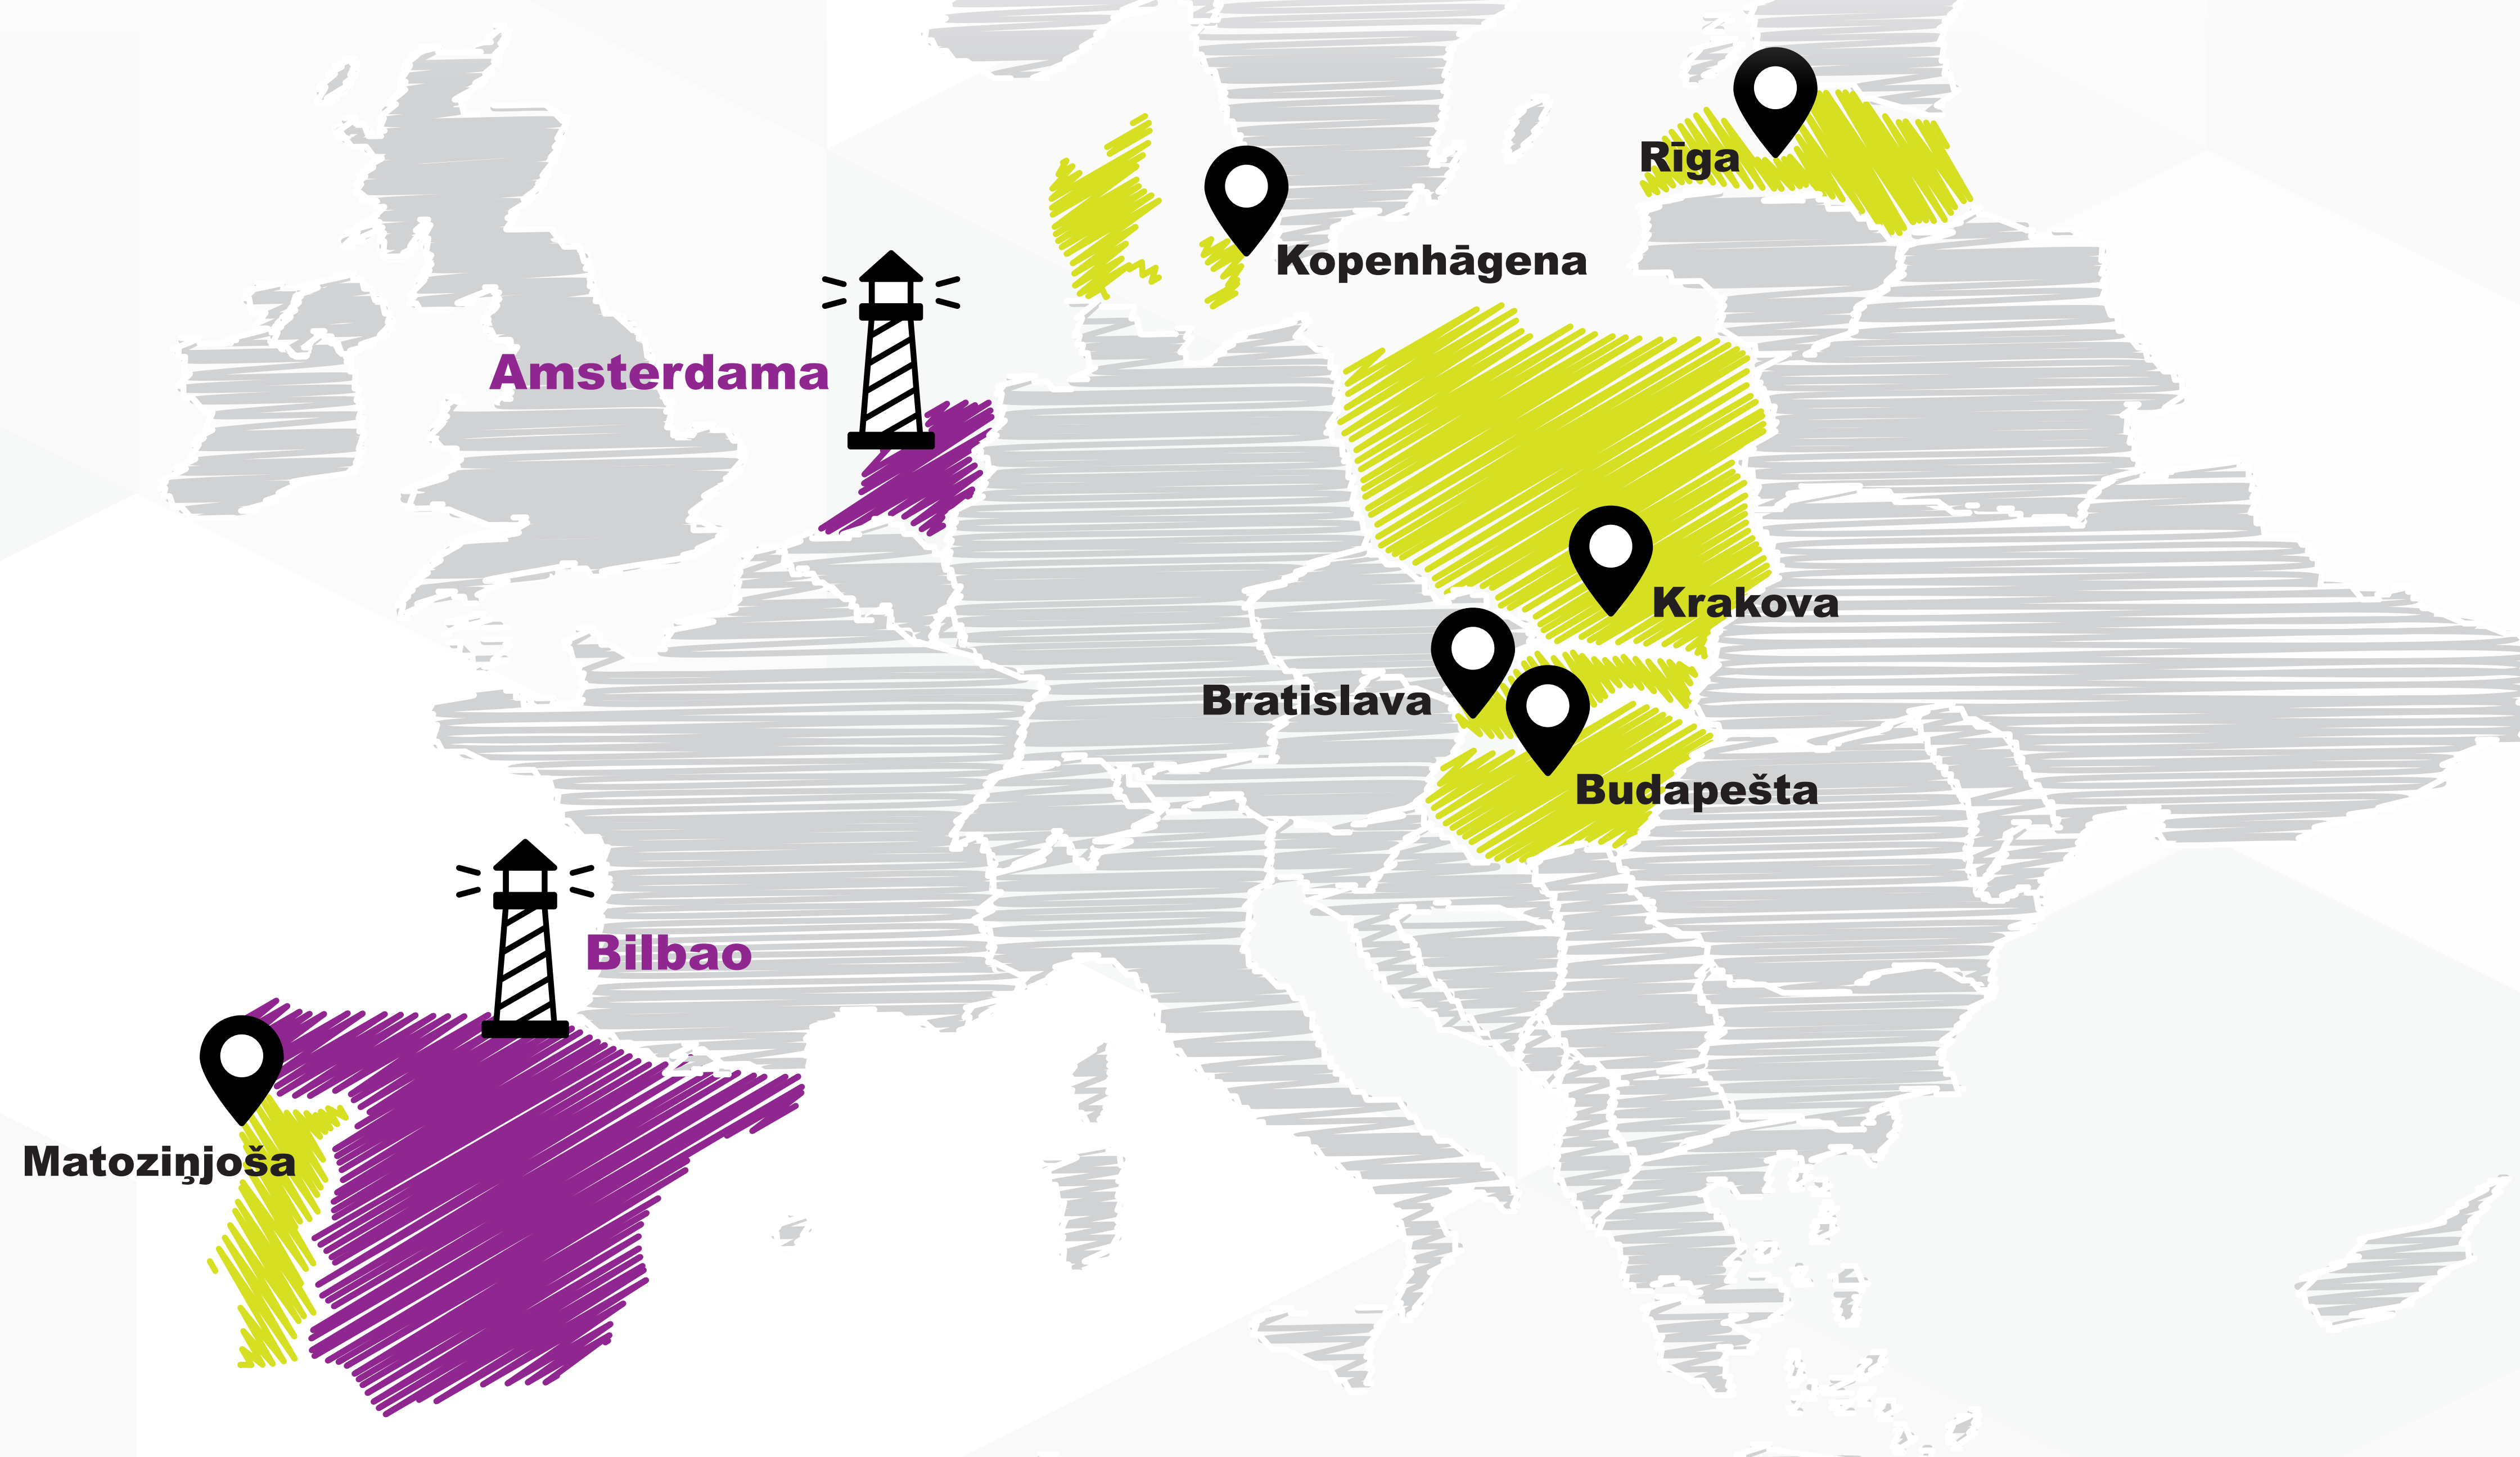 Rīga
Kopenhāgena
Amsterdama
Krakova
Bratislava
Budapešta
Bilbao
Matoziņjoša